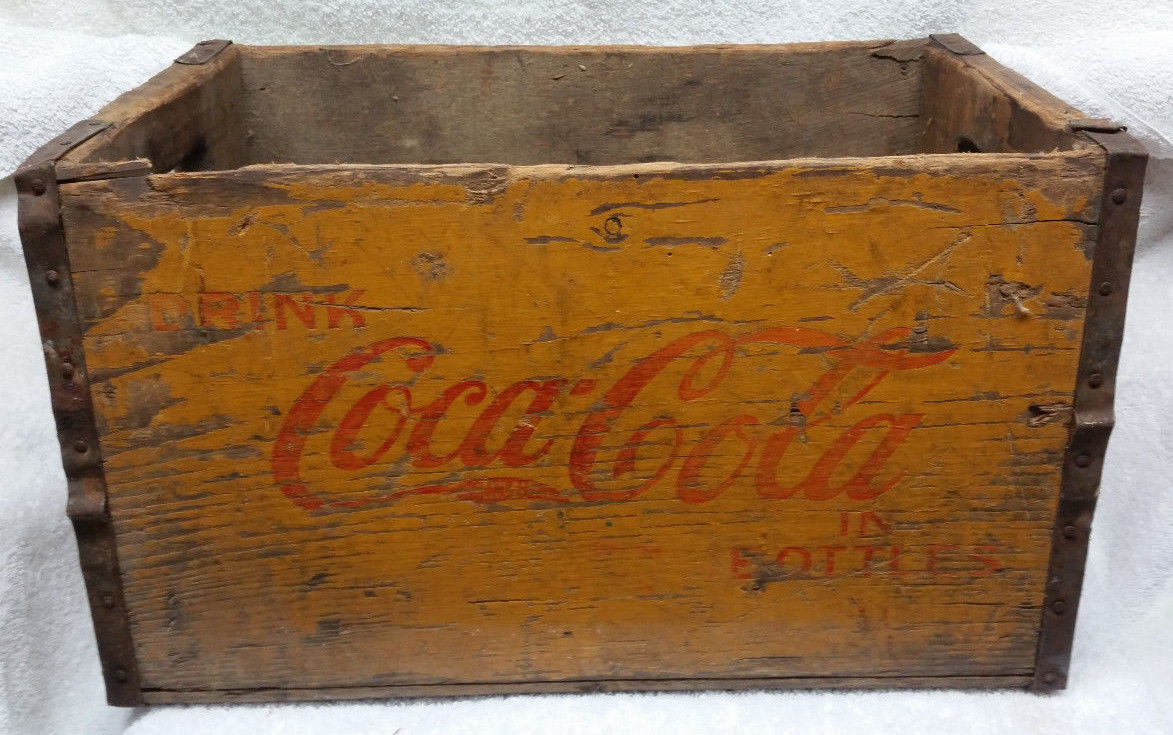 DRINK
Coca-Cola
IN
BOTTLES